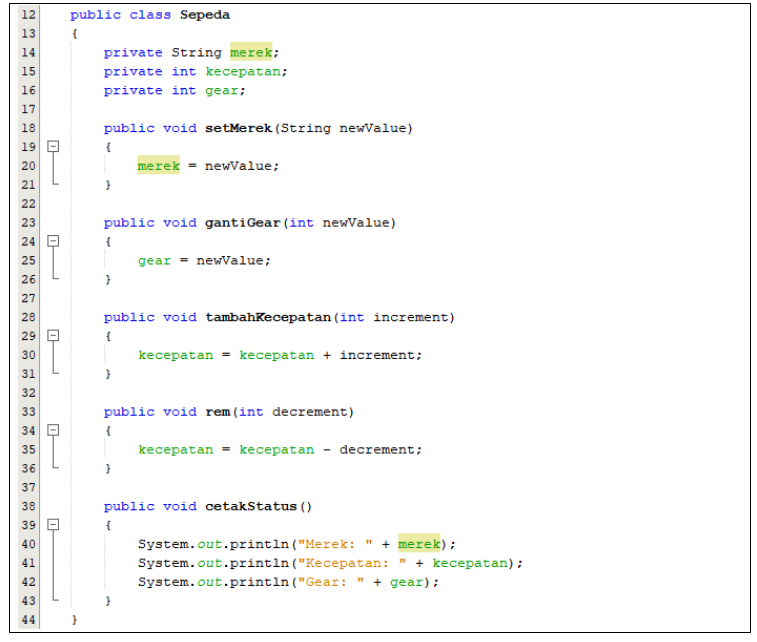 12 public class Sepeda
13 {
14 private String merek;
15 private int kecepatan;
16 private int gear;
17
18 public void setMerek(String newValue)
19 {
20 merek = newValue;
21 }
22
23 public void gantiGear(int newValue)
24 {
25 gear = newValue;
26 }
27
28 public void tambahKecepatan(int increment)
29 {
30 kecepatan = kecepatan + increment;
31 }
32
33 public void rem(int decrement)
34 {
35 kecepatan = kecepatan - decrement;
36 }
37
38 public void cetakStatus()
39 {
40 System.out.println("Merek: " + merek);
41 System.out.println("Kecepatan: " + kecepatan);
42 System.out.println("Gear: " + gear);
43 }
44 }